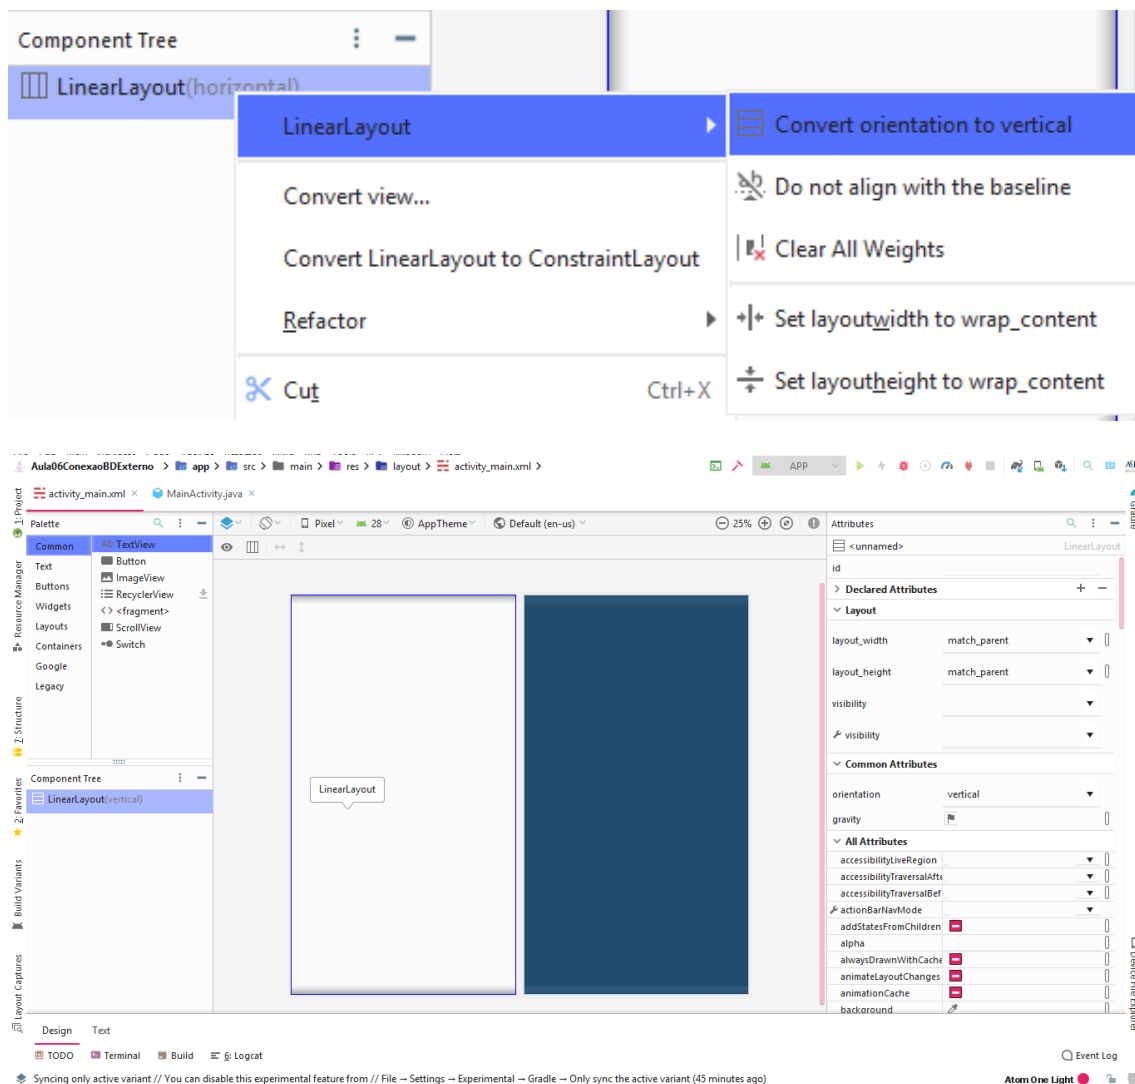 Component Tree
LinearLayout(horizontal)
LinearLayout
Convert orientation to vertical
Convert view...
Do not align with the baseline
Convert LinearLayout to ConstraintLayout
Clear All Weights
Refactor
Set layoutwidth to wrap_content
Cut Ctrl+X
Set layoutheight to wrap_content
Aula06ConexaoBDExterno > app > src > main > res > layout > activity_main.xml >
APP
activity_main.xml × MainActivity.java ×
1: Project
Resource Manager
7: Structure
2: Favorites
Build Variants
Layout Captures
Palette
Common
Text
Buttons
Widgets
Layouts
Containers
Google
Legacy
Ab TextView
Button
ImageView
RecyclerView
<> <fragment>
ScrollView
Switch
Component Tree
LinearLayout(vertical)
Pixel 28 AppTheme Default (en-us) 25%
LinearLayout
Attributes
<unnamed> LinearLayout
id
> Declared Attributes + −
Layout
layout_width match_parent
layout_height match_parent
visibility
visibility
Common Attributes
orientation vertical
gravity
All Attributes
accessibilityLiveRegion
accessibilityTraversalAfte
accessibilityTraversalBef
actionBarNavMode
addStatesFromChildren
alpha
alwaysDrawnWithCache
animateLayoutChanges
animationCache
background
Gradle
Device File Explorer
Design Text
TODO Terminal Build 6: Logcat Event Log
Syncing only active variant // You can disable this experimental feature from // File → Settings → Experimental → Gradle → Only sync the active variant (45 minutes ago) Atom One Light